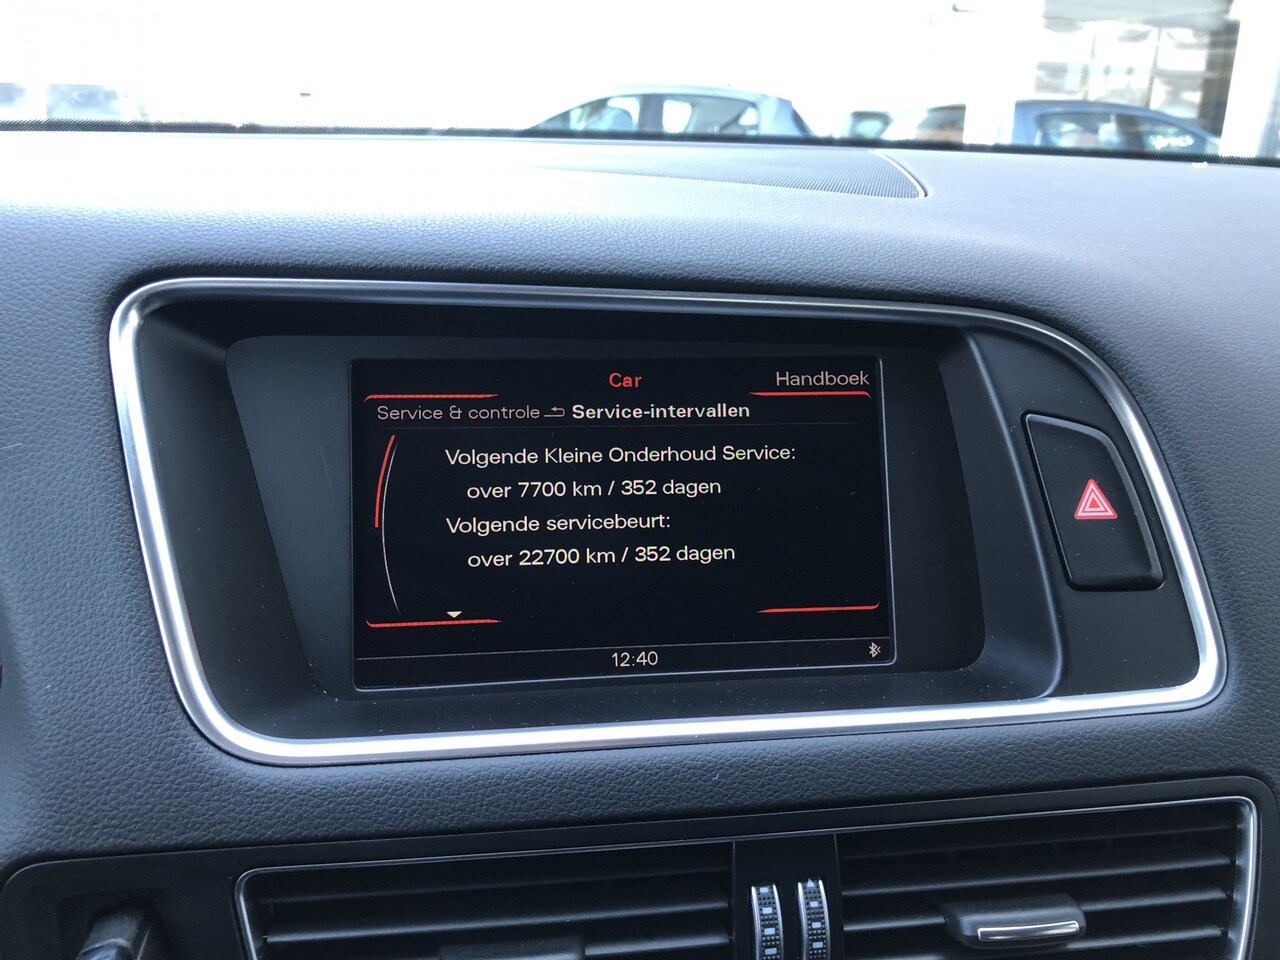 Car
Handboek
Service & controle Service-intervallen
Volgende Kleine Onderhoud Service:
over 7700 km / 352 dagen
Volgende servicebeurt:
over 22700 km / 352 dagen
12:40